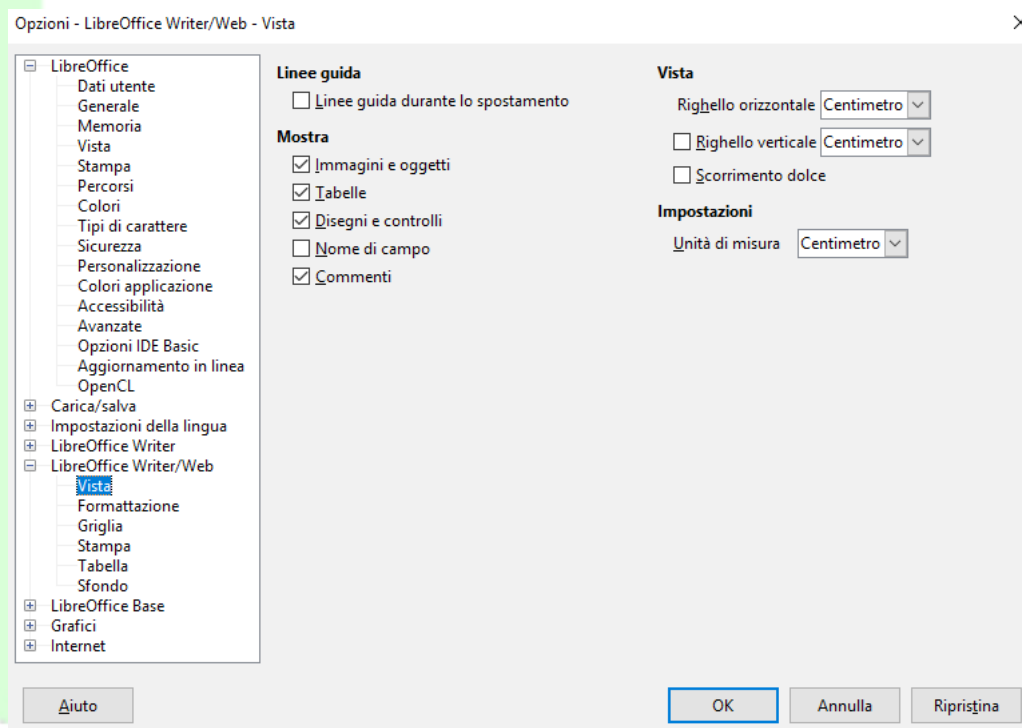 Opzioni - LibreOffice Writer/Web - Vista
LibreOffice
Dati utente
Generale
Memoria
Vista
Stampa
Percorsi
Colori
Tipi di carattere
Sicurezza
Personalizzazione
Colori applicazione
Accessibilità
Avanzate
Opzioni IDE Basic
Aggiornamento in linea
OpenCL
Carica/salva
Impostazioni della lingua
LibreOffice Writer
LibreOffice Writer/Web
Vista
Formattazione
Griglia
Stampa
Tabella
Sfondo
LibreOffice Base
Grafici
Internet
Linee guida
Linee guida durante lo spostamento
Mostra
Immagini e oggetti
Tabelle
Disegni e controlli
Nome di campo
Commenti
Vista
Righello orizzontale Centimetro
Righello verticale Centimetro
Scorrimento dolce
Impostazioni
Unità di misura Centimetro
Aiuto
OK
Annulla
Ripristina